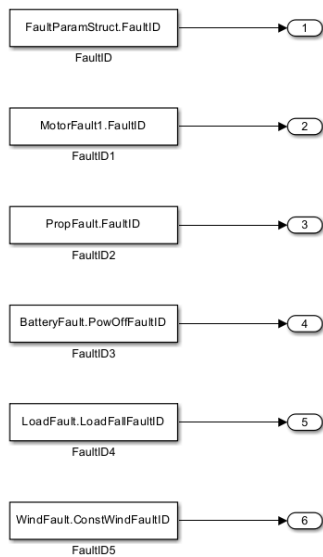 FaultParamStruct.FaultID
1
FaultID
MotorFault1.FaultID
2
FaultID1
PropFault.FaultID
3
FaultID2
BatteryFault.PowOffFaultID
4
FaultID3
LoadFault.LoadFallFaultID
5
FaultID4
WindFault.ConstWindFaultID
6
FaultID5